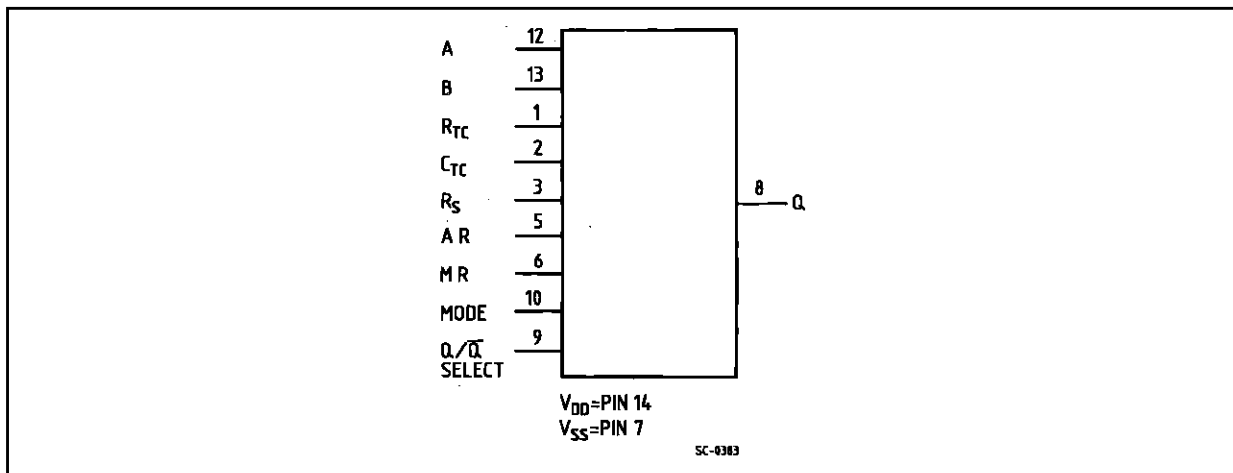 A 12
B 13
R_TC 1
C_TC 2
R_S 3
A R 5
M R 6
MODE 10
Q/Q̅ 9
SELECT
8 Q
V_DD=PIN 14
V_SS=PIN 7
SC-0383